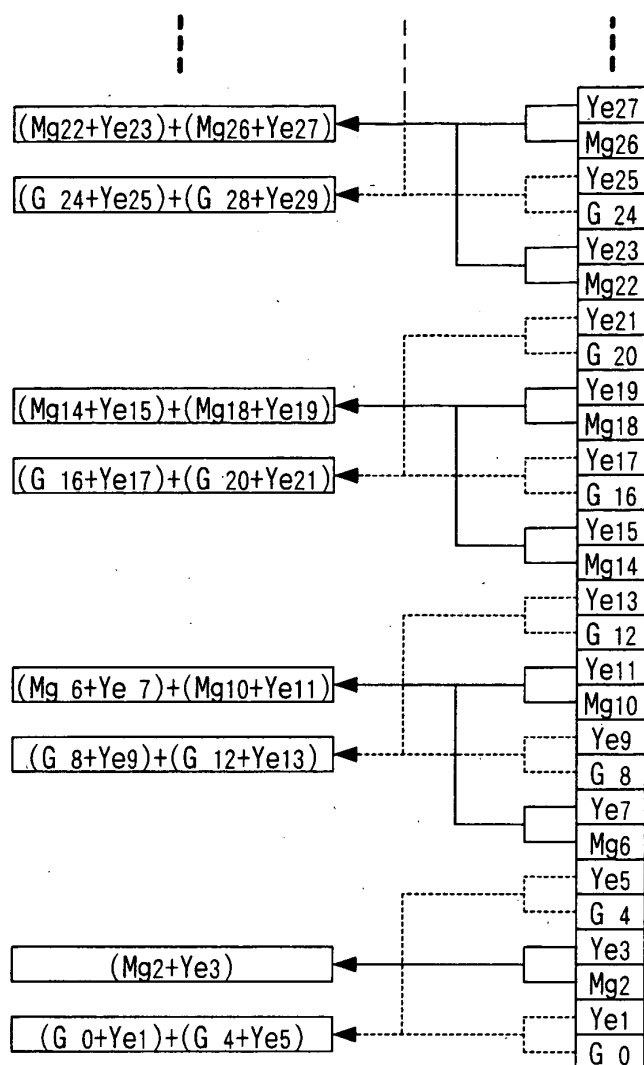 (Mg22+Ye23)+(Mg26+Ye27)
(G 24+Ye25)+(G 28+Ye29)
(Mg14+Ye15)+(Mg18+Ye19)
(G 16+Ye17)+(G 20+Ye21)
(Mg 6+Ye 7)+(Mg10+Ye11)
(G 8+Ye9)+(G 12+Ye13)
(Mg2+Ye3)
(G 0+Ye1)+(G 4+Ye5)
Ye27
Mg26
Ye25
G 24
Ye23
Mg22
Ye21
G 20
Ye19
Mg18
Ye17
G 16
Ye15
Mg14
Ye13
G 12
Ye11
Mg10
Ye9
G 8
Ye7
Mg6
Ye5
G 4
Ye3
Mg2
Ye1
G 0